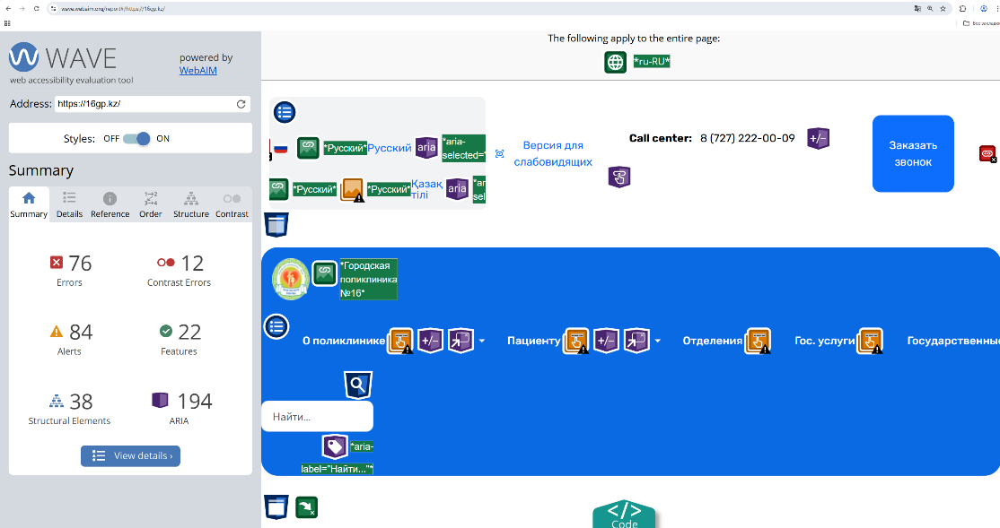 wave.webaim.org/report#/https://16gp.kz/
Все закладки
WAVE
web accessibility evaluation tool
powered by
WebAIM
Address: https://16gp.kz/
Styles: OFF ON
Summary
Summary Details Reference Order Structure Contrast
76
Errors
12
Contrast Errors
84
Alerts
22
Features
38
Structural Elements
194
ARIA
View details ›
The following apply to the entire page:
*ru-RU*
*Русский*Русский aria *aria-
selected="
*Русский* *Русский*Қазақ
тілі aria *ar
sel
Версия для
слабовидящих
Call center: 8 (727) 222-00-09 +/–
Заказать
звонок
*Городская
поликлиника
№16*
О поликлинике +/– Пациенту +/– Отделения Гос. услуги Государственные
Найти...
*aria-
label="Найти..."*
</>
Code